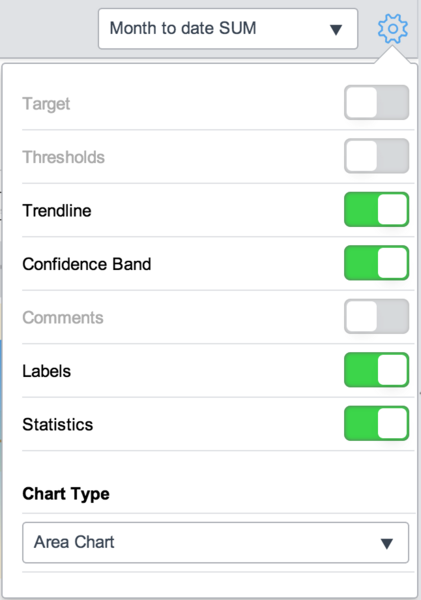 Month to date SUM
Target
Thresholds
Trendline
Confidence Band
Comments
Labels
Statistics
Chart Type
Area Chart